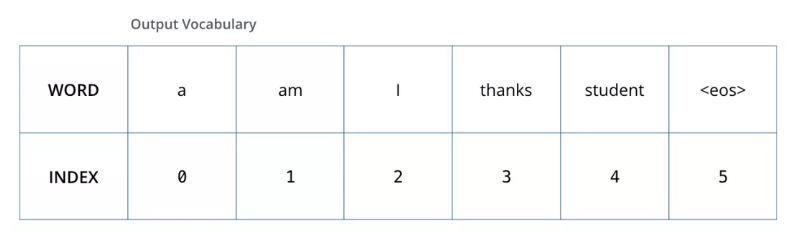 Output Vocabulary
WORD a am I thanks student <eos>
INDEX 0 1 2 3 4 5